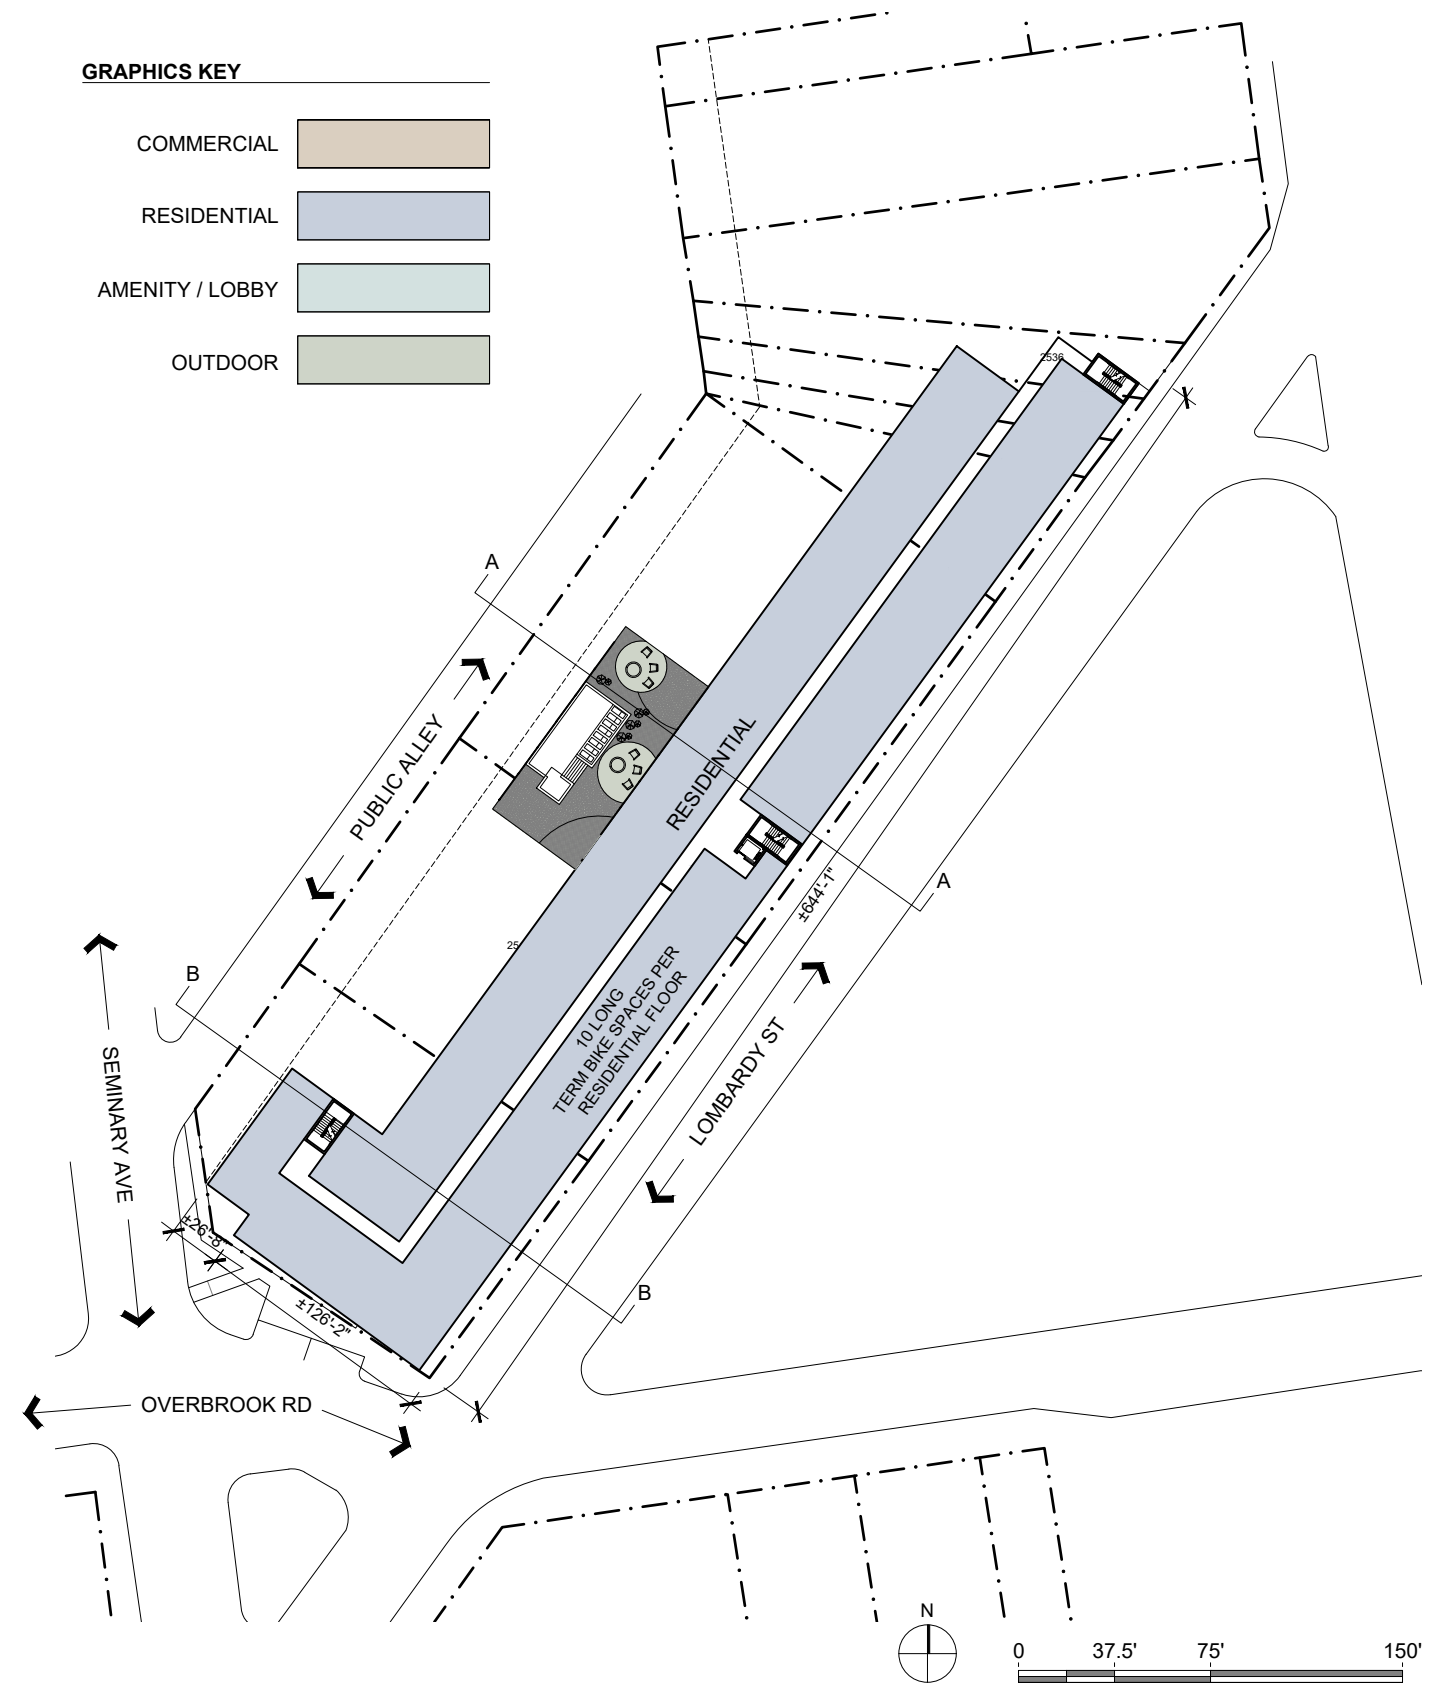 GRAPHICS KEY
COMMERCIAL
RESIDENTIAL
AMENITY / LOBBY
OUTDOOR
2536
A
PUBLIC ALLEY
RESIDENTIAL
A
±644'-1"
25
B
10 LONG
TERM BIKE SPACES PER
RESIDENTIAL FLOOR
LOMBARDY ST
SEMINARY AVE
±26'-8"
±126'-2"
B
OVERBROOK RD
N
0 37.5' 75' 150'